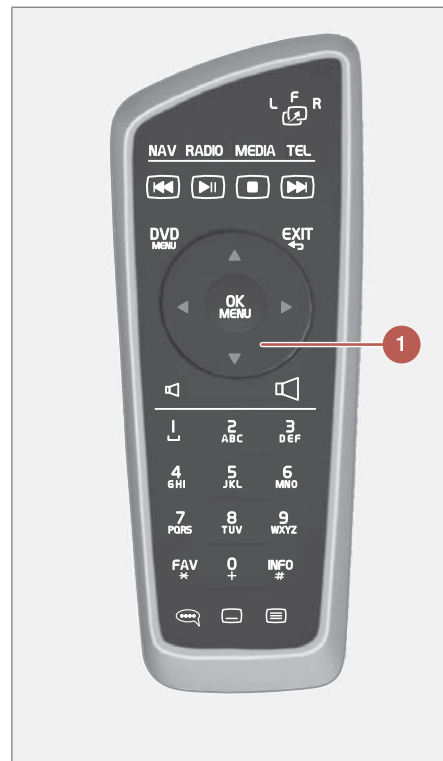 L F R
NAV RADIO MEDIA TEL
DVD EXIT
MENU
OK
MENU
1
1 2 3
ABC DEF
4 5 6
GHI JKL MNO
7 8 9
PQRS TUV WXYZ
FAV 0 INFO
* + #